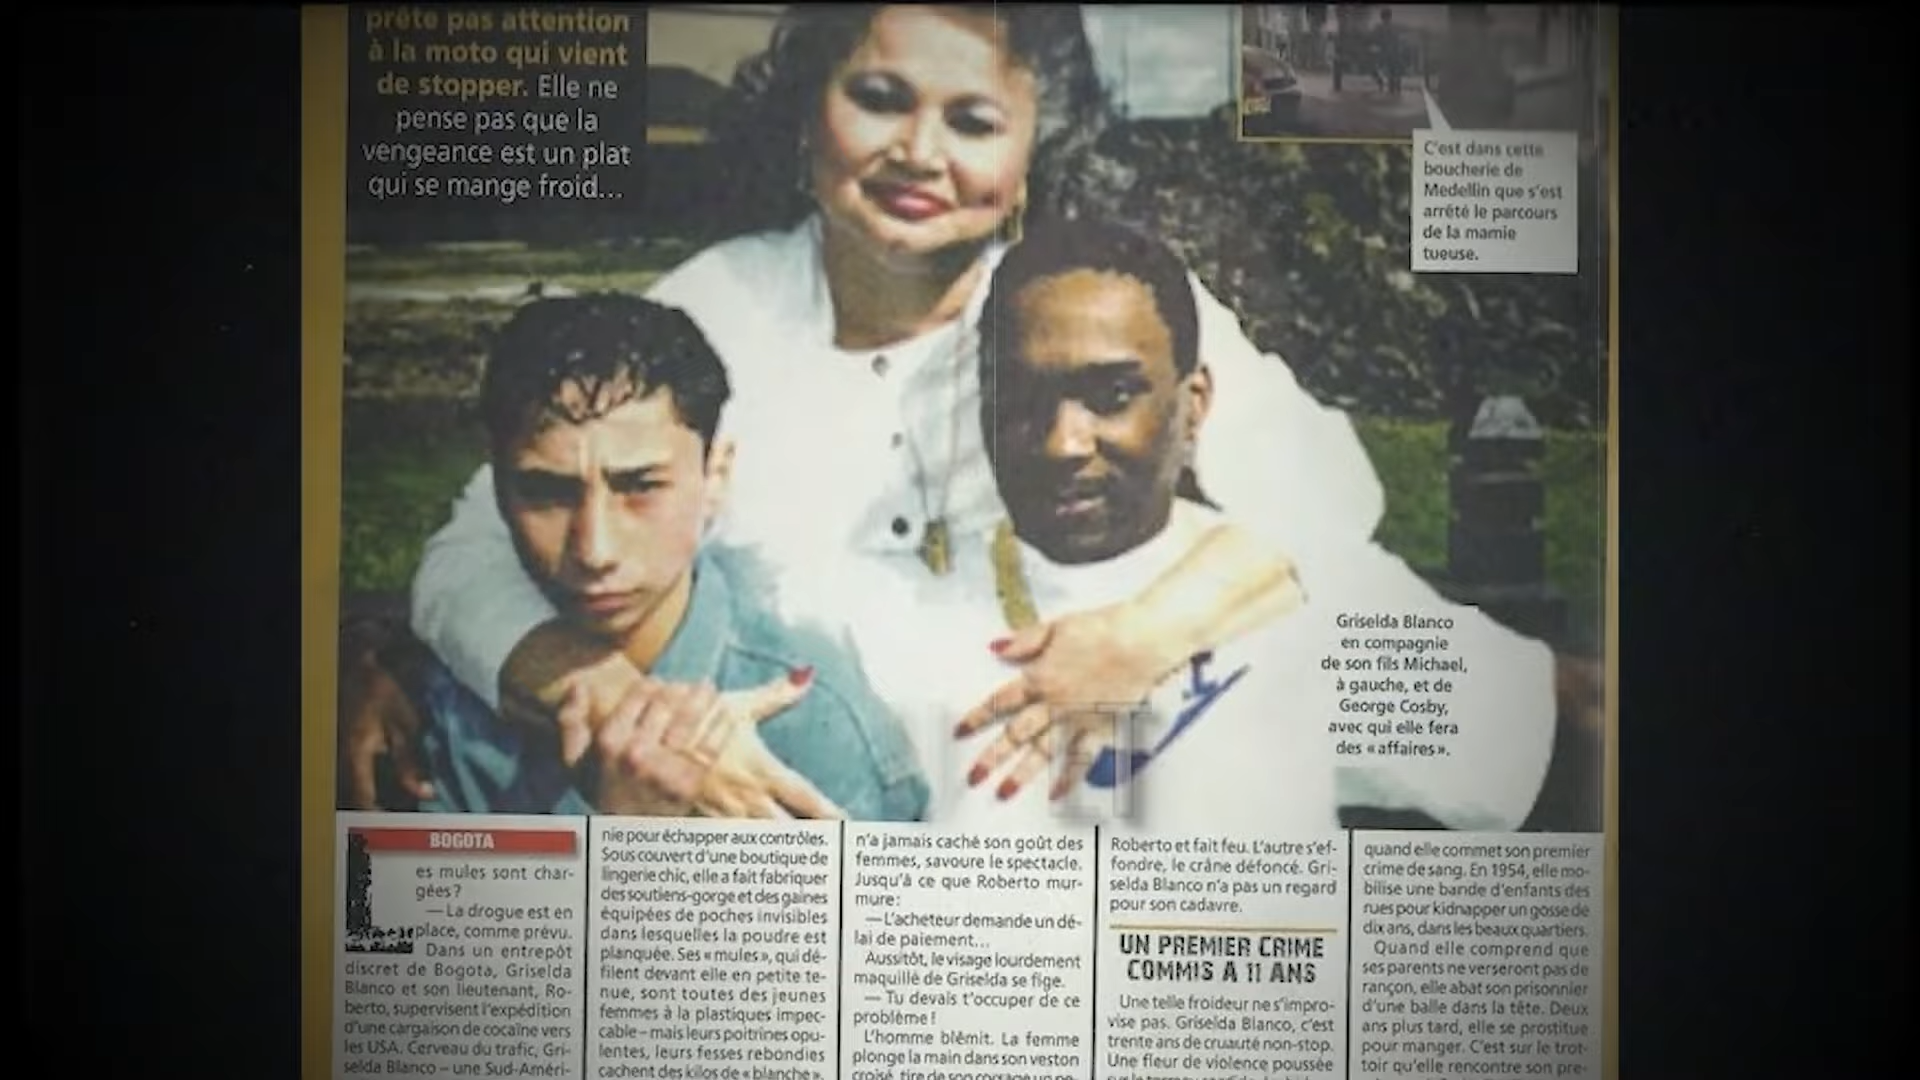 prête pas attention
à la moto qui vient
de stopper. Elle ne
pense pas que la
vengeance est un plat
qui se mange froid...
C'est dans cette
boucherie de
Medellin que s'est
arrêté le parcours
de la mamie
tueuse.
Griselda Blanco
en compagnie
de son fils Michael,
à gauche, et de
George Cosby,
avec qui elle fera
des «affaires».
BOGOTA
Les mules sont char-
gées?
— La drogue est en
place, comme prévu.
Dans un entrepôt
discret de Bogota, Griselda
Blanco et son lieutenant, Ro-
berto, supervisent l'expédition
d'une cargaison de cocaïne vers
les USA. Cerveau du trafic, Gri-
selda Blanco – une Sud-Améri-
nie pour échapper aux contrôles.
Sous couvert d'une boutique de
lingerie chic, elle a fait fabriquer
des soutiens-gorge et des gaines
équipées de poches invisibles
dans lesquelles la poudre est
planquée. Ses «mules», qui dé-
filent devant elle en petite te-
nue, sont toutes des jeunes
femmes à la plastiques impec-
cable – mais leurs poitrines opu-
lentes, leurs fesses rebondies
cachent des kilos de «blanche».
n'a jamais caché son goût des
femmes, savoure le spectacle.
Jusqu'à ce que Roberto mur-
mure:
— L'acheteur demande un dé-
lai de paiement...
Aussitôt, le visage lourdement
maquillé de Griselda se fige.
— Tu devais t'occuper de ce
problème!
L'homme blêmit. La femme
plonge la main dans son veston
croisé, tire de son corsage un
Roberto et fait feu. L'autre s'ef-
fondre, le crâne défoncé. Gri-
selda Blanco n'a pas un regard
pour son cadavre.
UN PREMIER CRIME
COMMIS A 11 ANS
Une telle froideur ne s'impro-
vise pas. Griselda Blanco, c'est
trente ans de cruauté non-stop.
Une fleur de violence poussée
quand elle commet son premier
crime de sang. En 1954, elle mo-
bilise une bande d'enfants des
rues pour kidnapper un gosse de
dix ans, dans les beaux quartiers.
Quand elle comprend que
ses parents ne verseront pas de
rançon, elle abat son prisonnier
d'une balle dans la tête. Deux
ans plus tard, elle se prostitue
pour manger. C'est sur le trot-
toir qu'elle rencontre son pre-